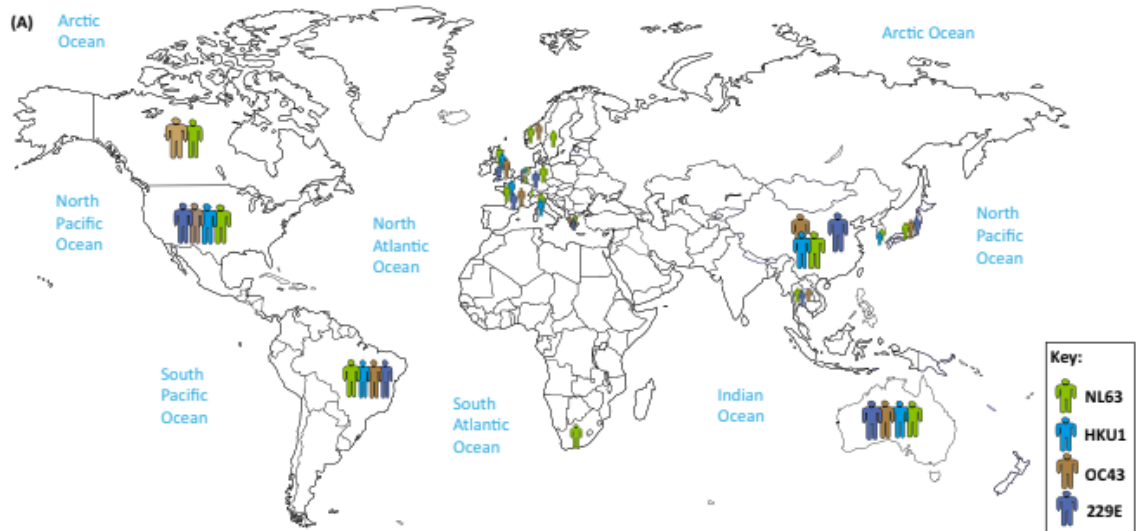 (A)
Arctic
Ocean
Arctic Ocean
North
Pacific
Ocean
North
Atlantic
Ocean
North
Pacific
Ocean
South
Pacific
Ocean
South
Atlantic
Ocean
Indian
Ocean
Key:
NL63
HKU1
OC43
229E